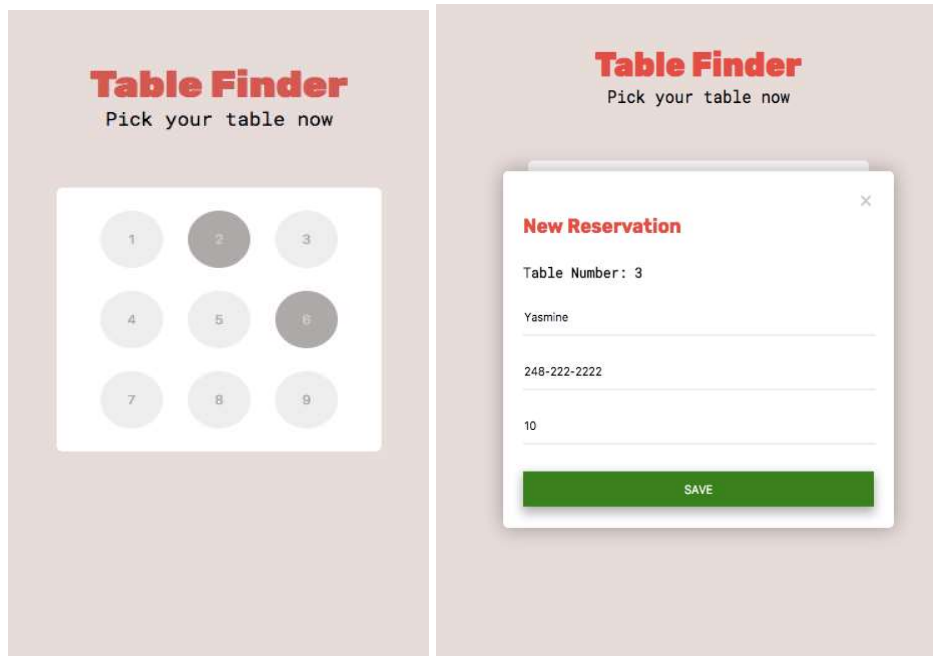 Table Finder
Pick your table now
1 2 3
4 5 6
7 8 9
Table Finder
Pick your table now
×
New Reservation
Table Number: 3
Yasmine
248-222-2222
10
SAVE